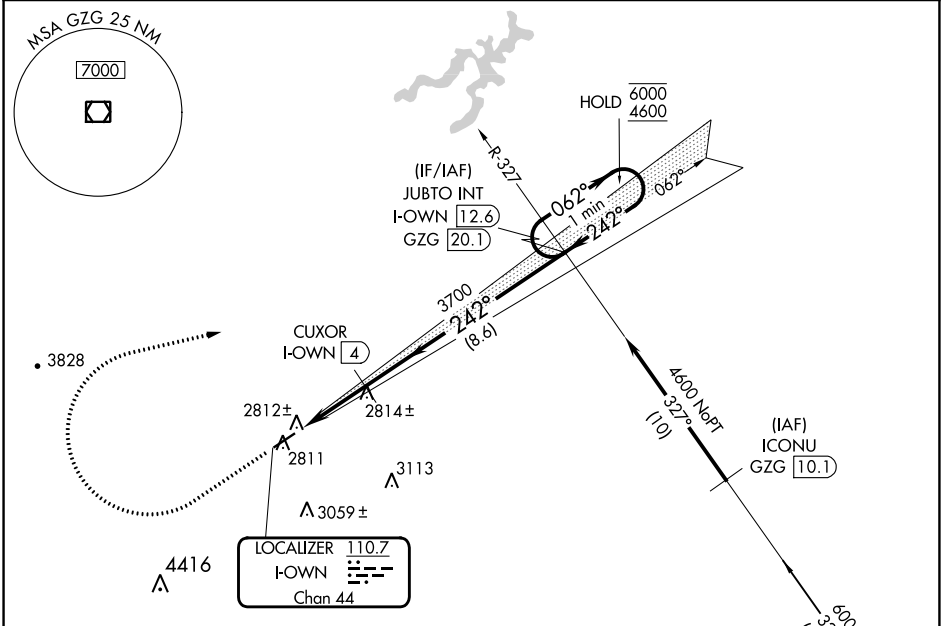 MSA GZG 25 NM
7000
HOLD 6000
4600
R-327
(IF/IAF)
JUBTO INT
I-OWN 12.6
GZG 20.1
062°
1 min
242°
062°
3700
242°
(8.6)
CUXOR
I-OWN 4
3828
2812±
2814±
2811
3113
3059±
4416
4600 NoPT
327°
(10)
(IAF)
ICONU
GZG 10.1
LOCALIZER 110.7
I-OWN
Chan 44